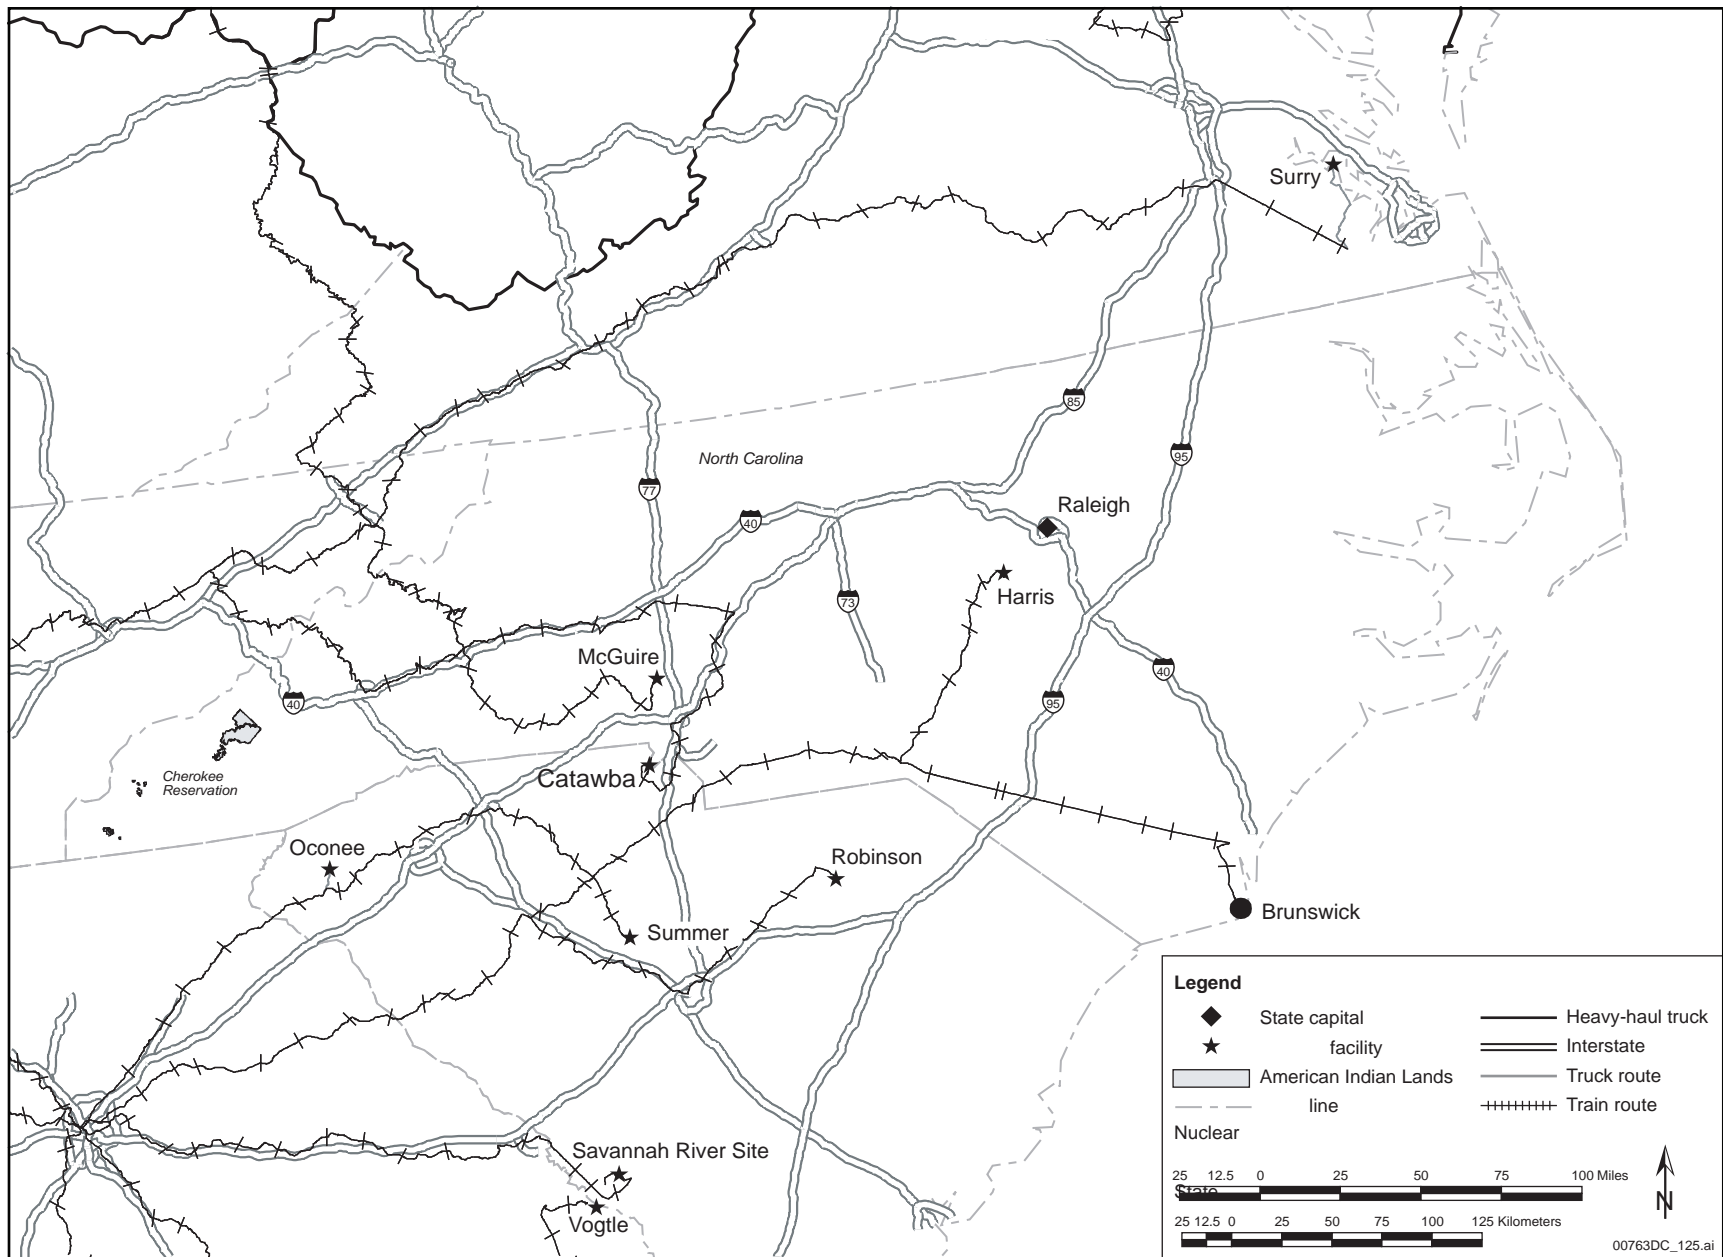 Surry
85
95
North Carolina
77
40
Raleigh
73
Harris
McGuire
40
40
95
Cherokee
Reservation
Catawba
Oconee
Robinson
Summer
Brunswick
Savannah River Site
Vogtle
Legend
State capital
facility
American Indian Lands
line
Nuclear
State
Heavy-haul truck
Interstate
Truck route
Train route
25 12.5 0 25 50 75 100 Miles
25 12.5 0 25 50 75 100 125 Kilometers
N
00763DC_125.ai